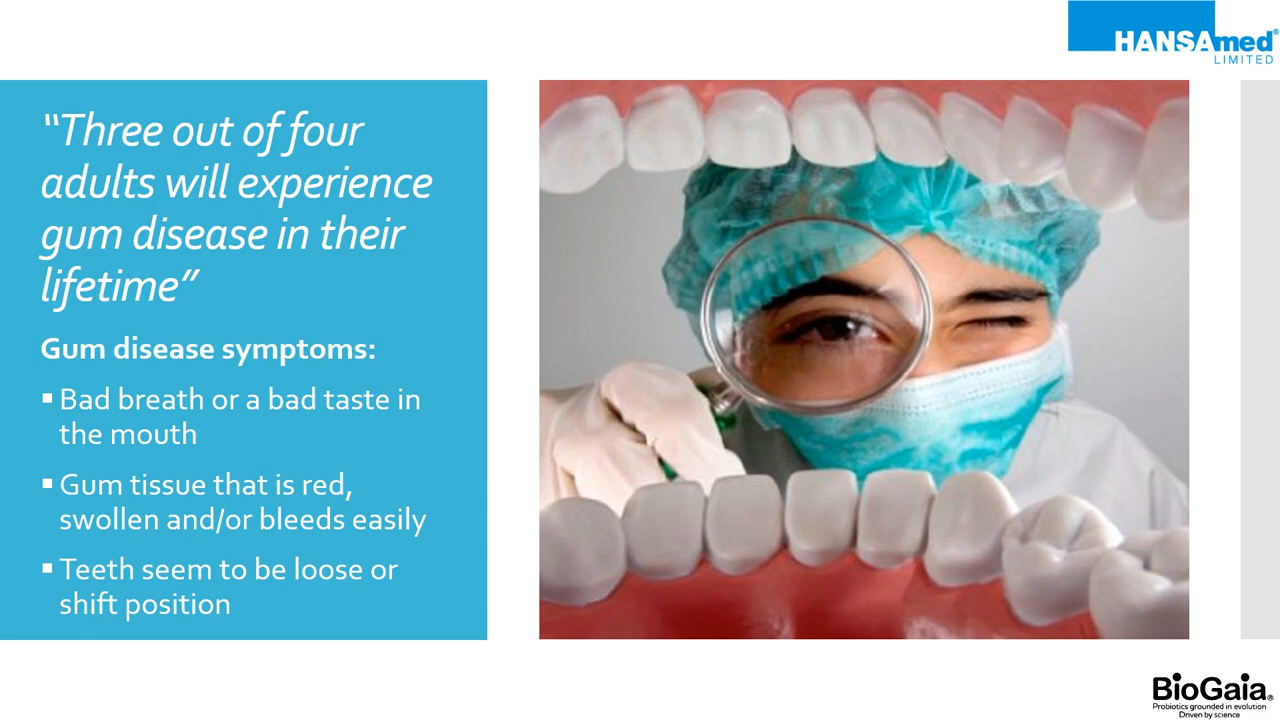 HANSAmed®
LIMITED
“Three out of four
adults will experience
gum disease in their
lifetime”
Gum disease symptoms:
▪ Bad breath or a bad taste in
the mouth
▪ Gum tissue that is red,
swollen and/or bleeds easily
▪ Teeth seem to be loose or
shift position
BioGaia®
Probiotics grounded in evolution
Driven by science